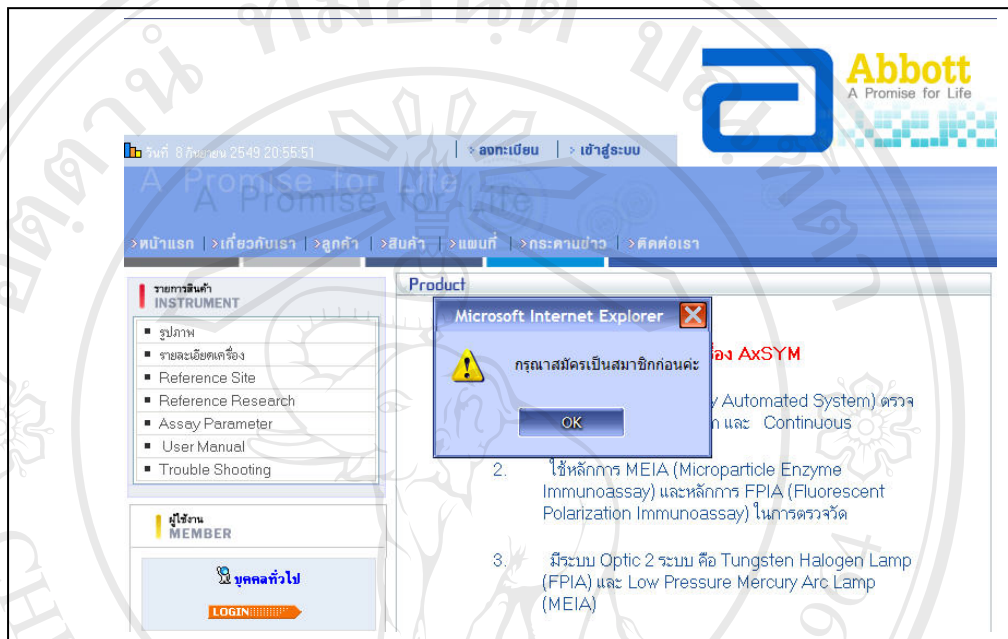 Abbott
A Promise for Life
วันที่ 8 กันยายน 2549 20:55:51
> ลงทะเบียน
> เข้าสู่ระบบ
A Promise for Life
A Promise for Life
>หน้าแรก | >เกี่ยวกับเรา | >ลูกค้า | >สินค้า | >แผนที่ | >กระดานข่าว | >ติดต่อเรา
รายการสินค้า
INSTRUMENT
รูปภาพ
รายละเอียดเครื่อง
Reference Site
Reference Research
Assay Parameter
User Manual
Trouble Shooting
ผู้ใช้งาน
MEMBER
บุคคลทั่วไป
LOGIN
Product
Microsoft Internet Explorer
กรุณาสมัครเป็นสมาชิกก่อนค่ะ
OK
AxSYM
Automated System) ตรวจ
และ Continuous
2. ใช้หลักการ MEIA (Microparticle Enzyme
Immunoassay) และหลักการ FPIA (Fluorescent
Polarization Immunoassay) ในการตรวจวัด
3. มีระบบ Optic 2 ระบบ คือ Tungsten Halogen Lamp
(FPIA) และ Low Pressure Mercury Arc Lamp
(MEIA)